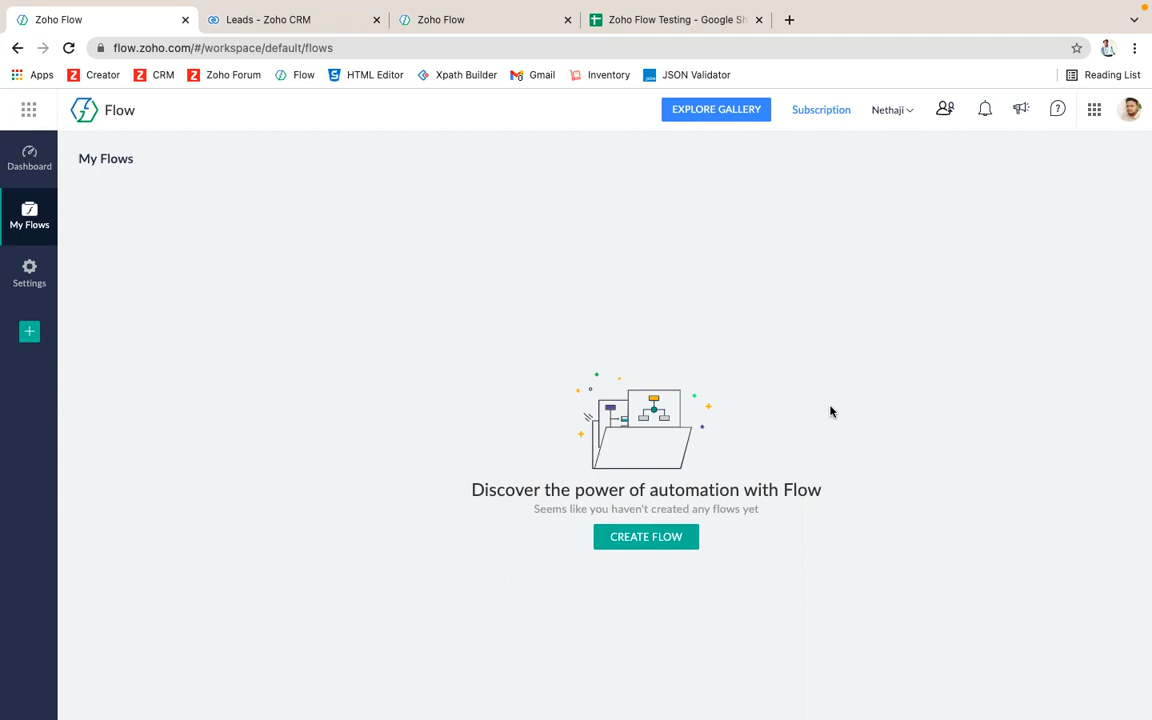 Zoho Flow
Leads - Zoho CRM
Zoho Flow
Zoho Flow Testing - Google Sh
flow.zoho.com/#/workspace/default/flows
Apps
Creator
CRM
Zoho Forum
Flow
HTML Editor
Xpath Builder
Gmail
Inventory
JSON Validator
Reading List
Flow
EXPLORE GALLERY
Subscription
Nethaji
Dashboard
My Flows
My Flows
Settings
Discover the power of automation with Flow
Seems like you haven't created any flows yet
CREATE FLOW